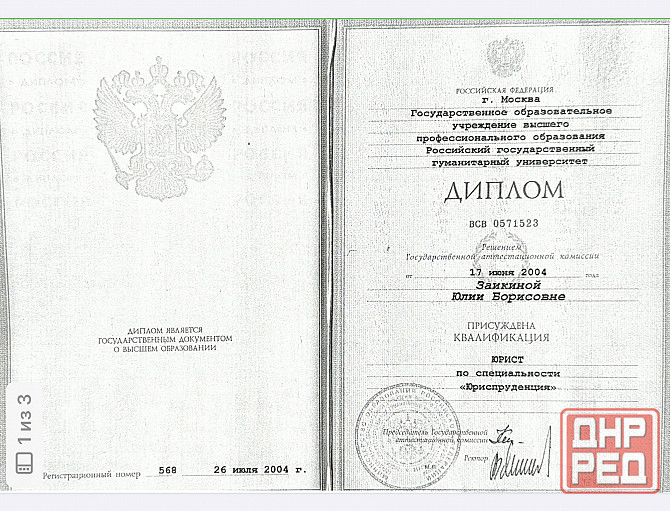 ДИПЛОМ ЯВЛЯЕТСЯ
ГОСУДАРСТВЕННЫМ ДОКУМЕНТОМ
О ВЫСШЕМ ОБРАЗОВАНИИ
Регистрационный номер 568 26 июля 2004 г.
1 из 3
РОССИЙСКАЯ ФЕДЕРАЦИЯ
г. Москва
Государственное образовательное
учреждение высшего
профессионального образования
Российский государственный
гуманитарный университет
ДИПЛОМ
ВСВ 0571523
Решением
Государственной аттестационной комиссии
от 17 июня 2004 года
Заикиной
Юлии Борисовне
ПРИСУЖДЕНА
КВАЛИФИКАЦИЯ
ЮРИСТ
по специальности
«Юриспруденция»
Председатель Государственной
аттестационной комиссии
Ректор
М.П.
ДНР
РЕД